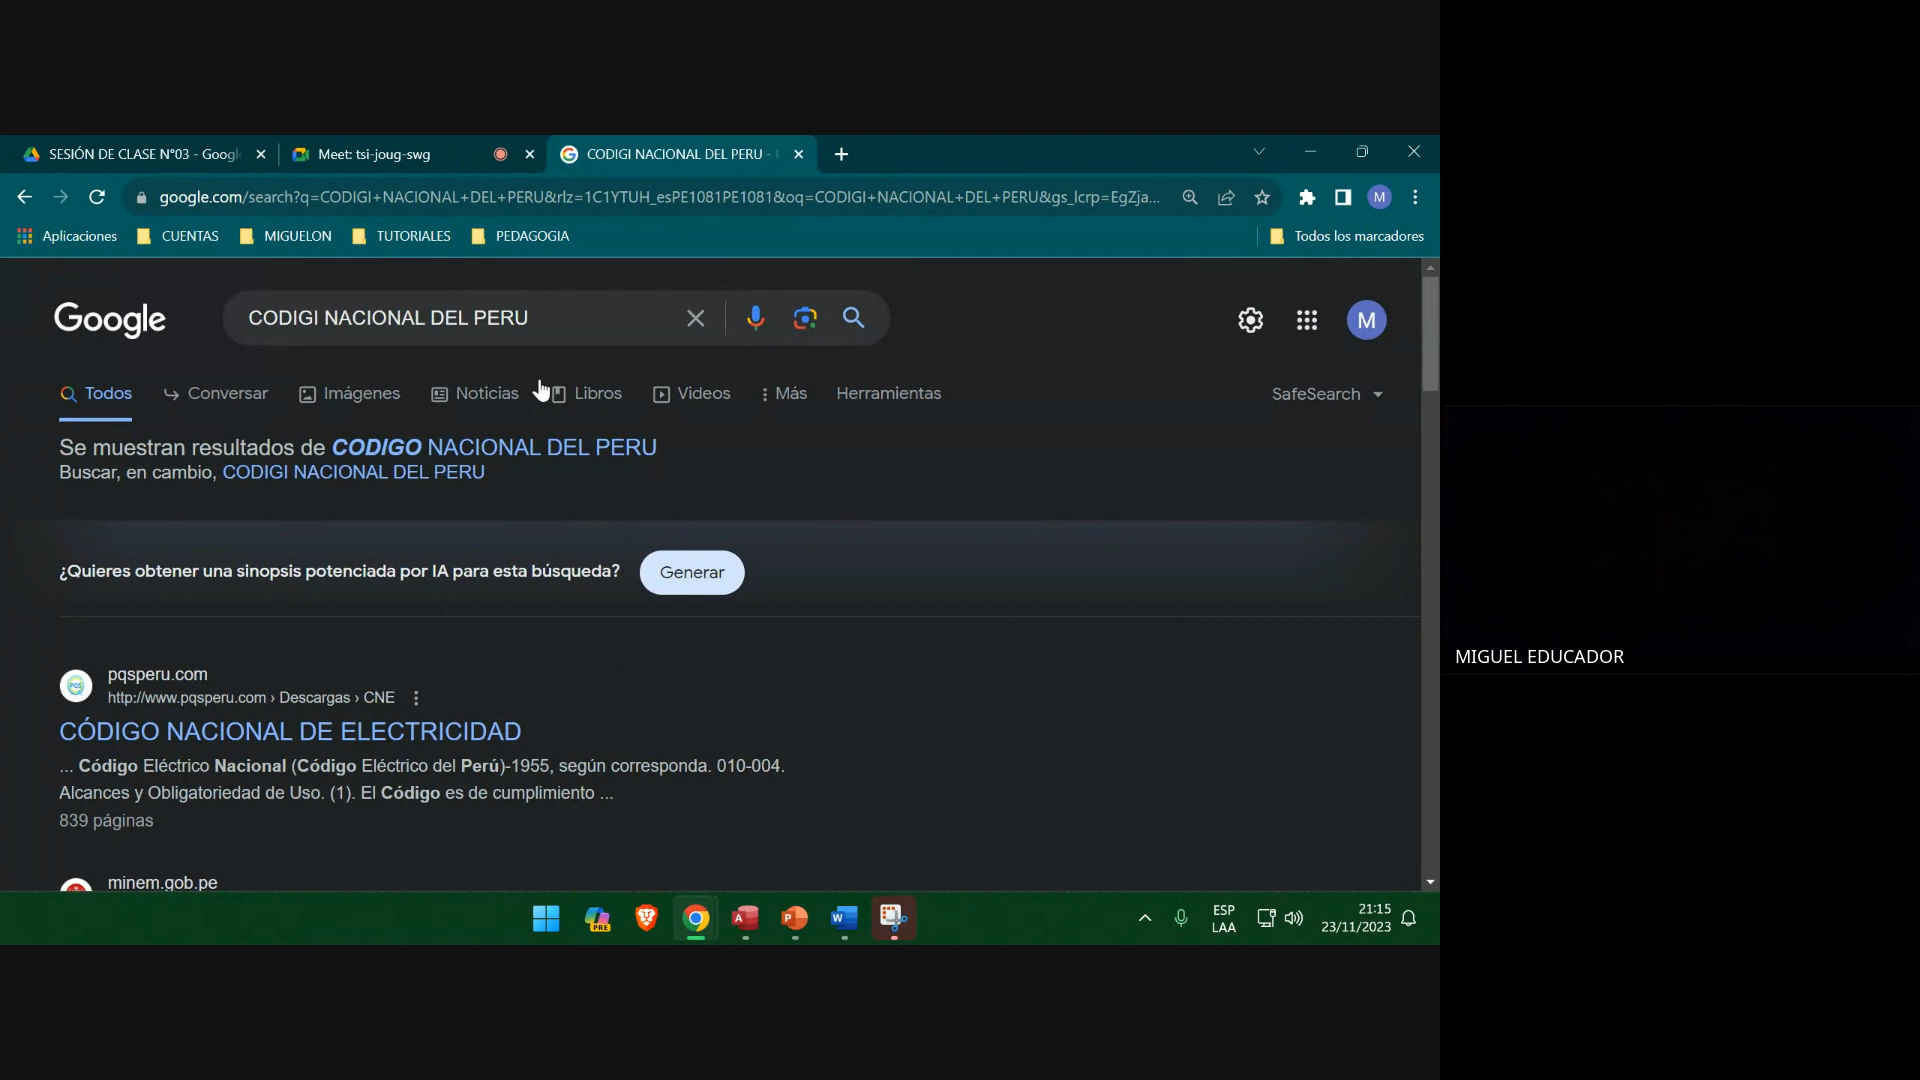 SESIÓN DE CLASE N°03 - Googl
Meet: tsi-joug-swg
CODIGI NACIONAL DEL PERU -
google.com/search?q=CODIGI+NACIONAL+DEL+PERU&rlz=1C1YTUH_esPE1081PE1081&oq=CODIGI+NACIONAL+DEL+PERU&gs_lcrp=EgZja...
M
Aplicaciones
CUENTAS
MIGUELON
TUTORIALES
PEDAGOGIA
Todos los marcadores
Google
CODIGI NACIONAL DEL PERU
M
Todos
Conversar
Imágenes
Noticias
Libros
Videos
Más
Herramientas
SafeSearch
Se muestran resultados de CODIGO NACIONAL DEL PERU
Buscar, en cambio, CODIGI NACIONAL DEL PERU
¿Quieres obtener una sinopsis potenciada por IA para esta búsqueda?
Generar
PQS
pqsperu.com
http://www.pqsperu.com › Descargas › CNE
CÓDIGO NACIONAL DE ELECTRICIDAD
... Código Eléctrico Nacional (Código Eléctrico del Perú)-1955, según corresponda. 010-004.
Alcances y Obligatoriedad de Uso. (1). El Código es de cumplimiento ...
839 páginas
minem.gob.pe
PRE
A
P
W
ESP
LAA
21:15
23/11/2023
MIGUEL EDUCADOR